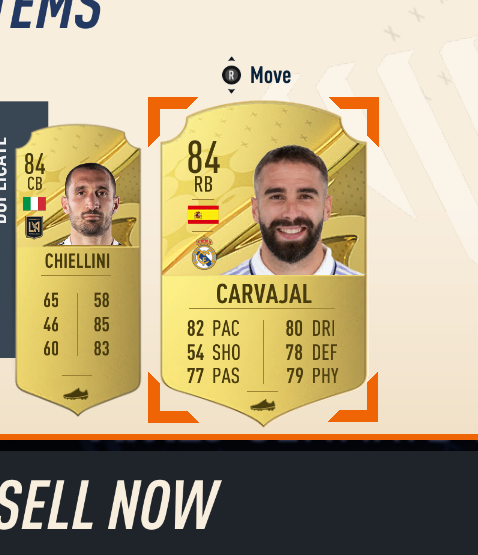 TEMS
R Move
DUPLICATE
84
CB
CHIELLINI
65 58
46 85
60 83
84
RB
CARVAJAL
82 PAC 80 DRI
54 SHO 78 DEF
77 PAS 79 PHY
SELL NOW